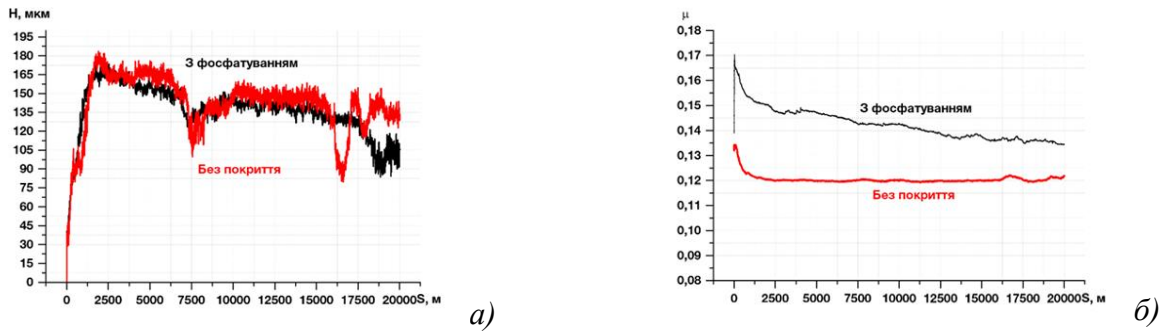 H, мкм
195
180
165
150
135
120
105
90
75
60
45
30
15
0
З фосфатуванням
Без покриття
0 2500 5000 7500 10000 12500 15000 17500 20000S, м
а)
μ
0,18
0,17
0,16
0,15
0,14
0,13
0,12
0,11
0,10
0,09
0,08
З фосфатуванням
Без покриття
0 2500 5000 7500 10000 12500 15000 17500 20000S, м
б)